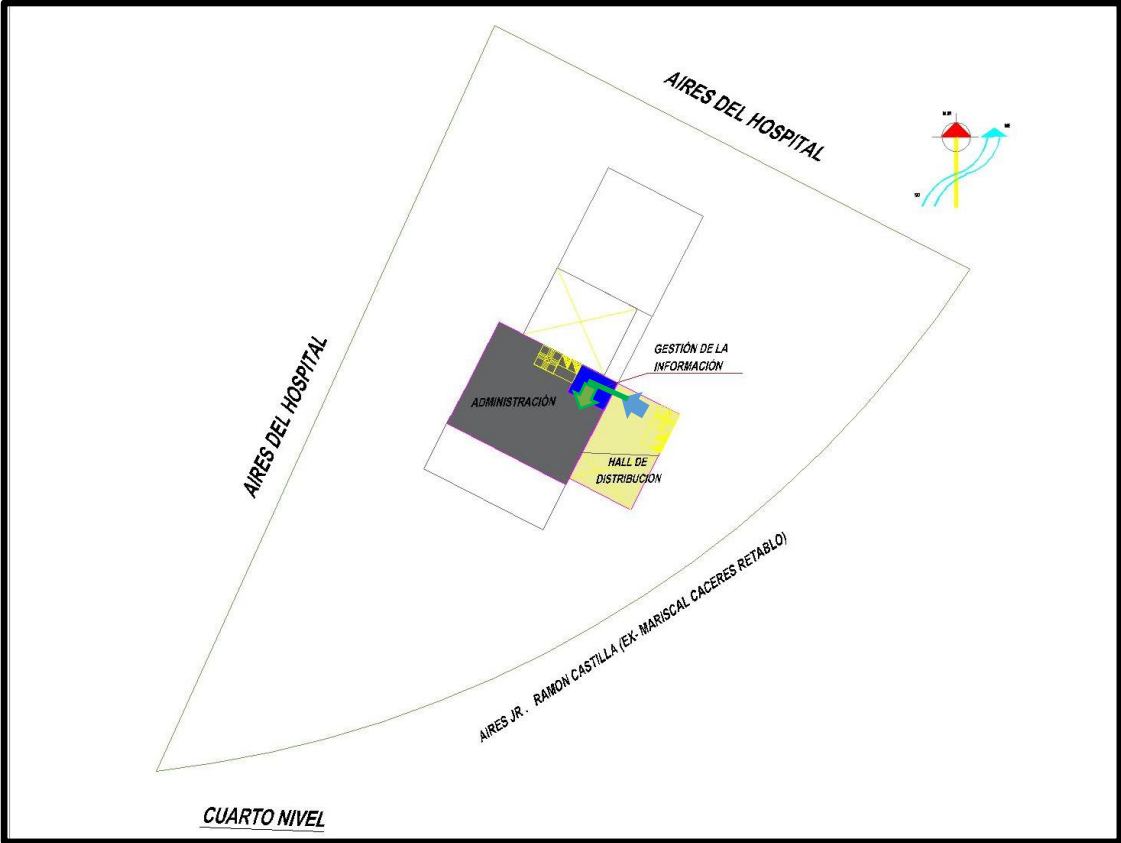 AIRES DEL HOSPITAL
GESTIÓN DE LA
INFORMACIÓN
ADMINISTRACIÓN
AIRES DEL HOSPITAL
HALL DE
DISTRIBUCION
AIRES JR . RAMON CASTILLA (EX- MARISCAL CACERES RETABLO)
CUARTO NIVEL